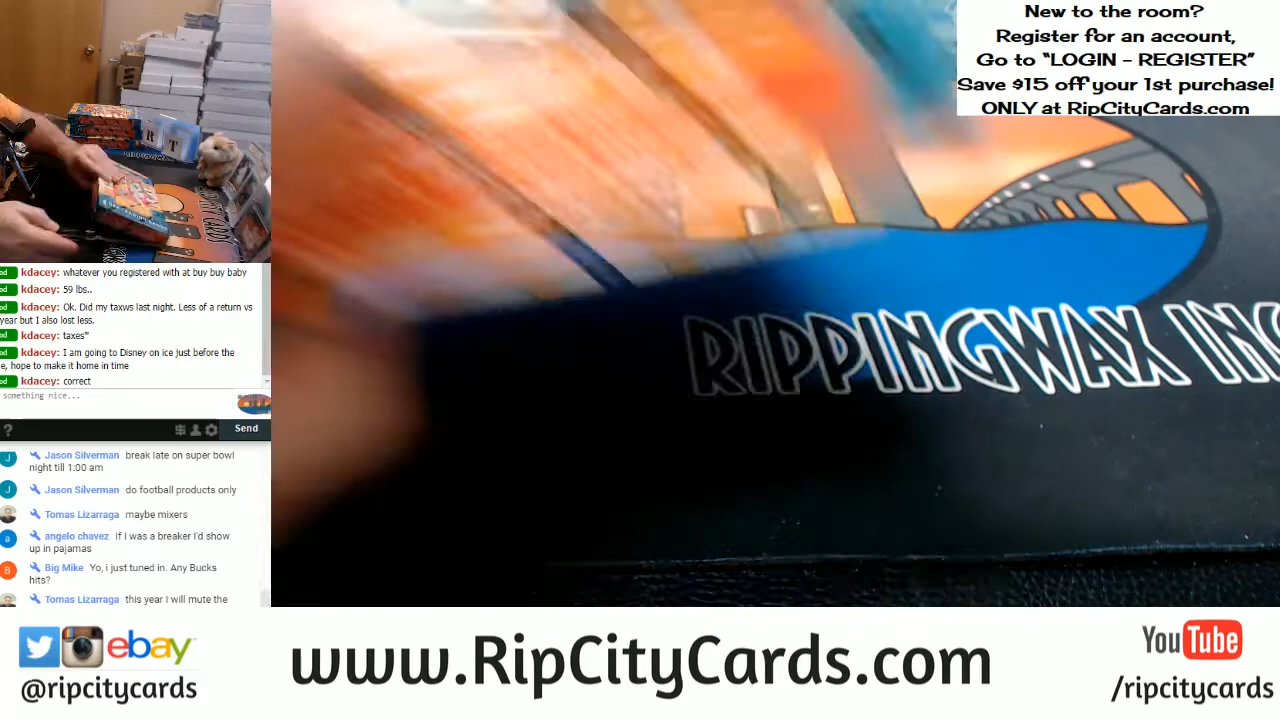 New to the room?
Register for an account,
Go to “LOGIN - REGISTER”
Save $15 off your 1st purchase!
ONLY at RipCityCards.com
R T
kdacey: whatever you registered with at buy buy baby
kdacey: 59 lbs..
kdacey: Ok. Did my taxws last night. Less of a return vs
year but I also lost less.
kdacey: taxes*
kdacey: I am going to Disney on ice just before the
e, hope to make it home in time
kdacey: correct
something nice...
? Send
J Jason Silverman break late on super bowl
night till 1:00 am
J Jason Silverman do football products only
Tomas Lizarraga maybe mixers
a angelo chavez If I was a breaker I'd show
up in pajamas
B Big Mike Yo, i just tuned in. Any Bucks
hits?
Tomas Lizarraga this year I will mute the
RIPPINGWAX INC
ebay
@ripcitycards
www.RipCityCards.com
YouTube
/ripcitycards